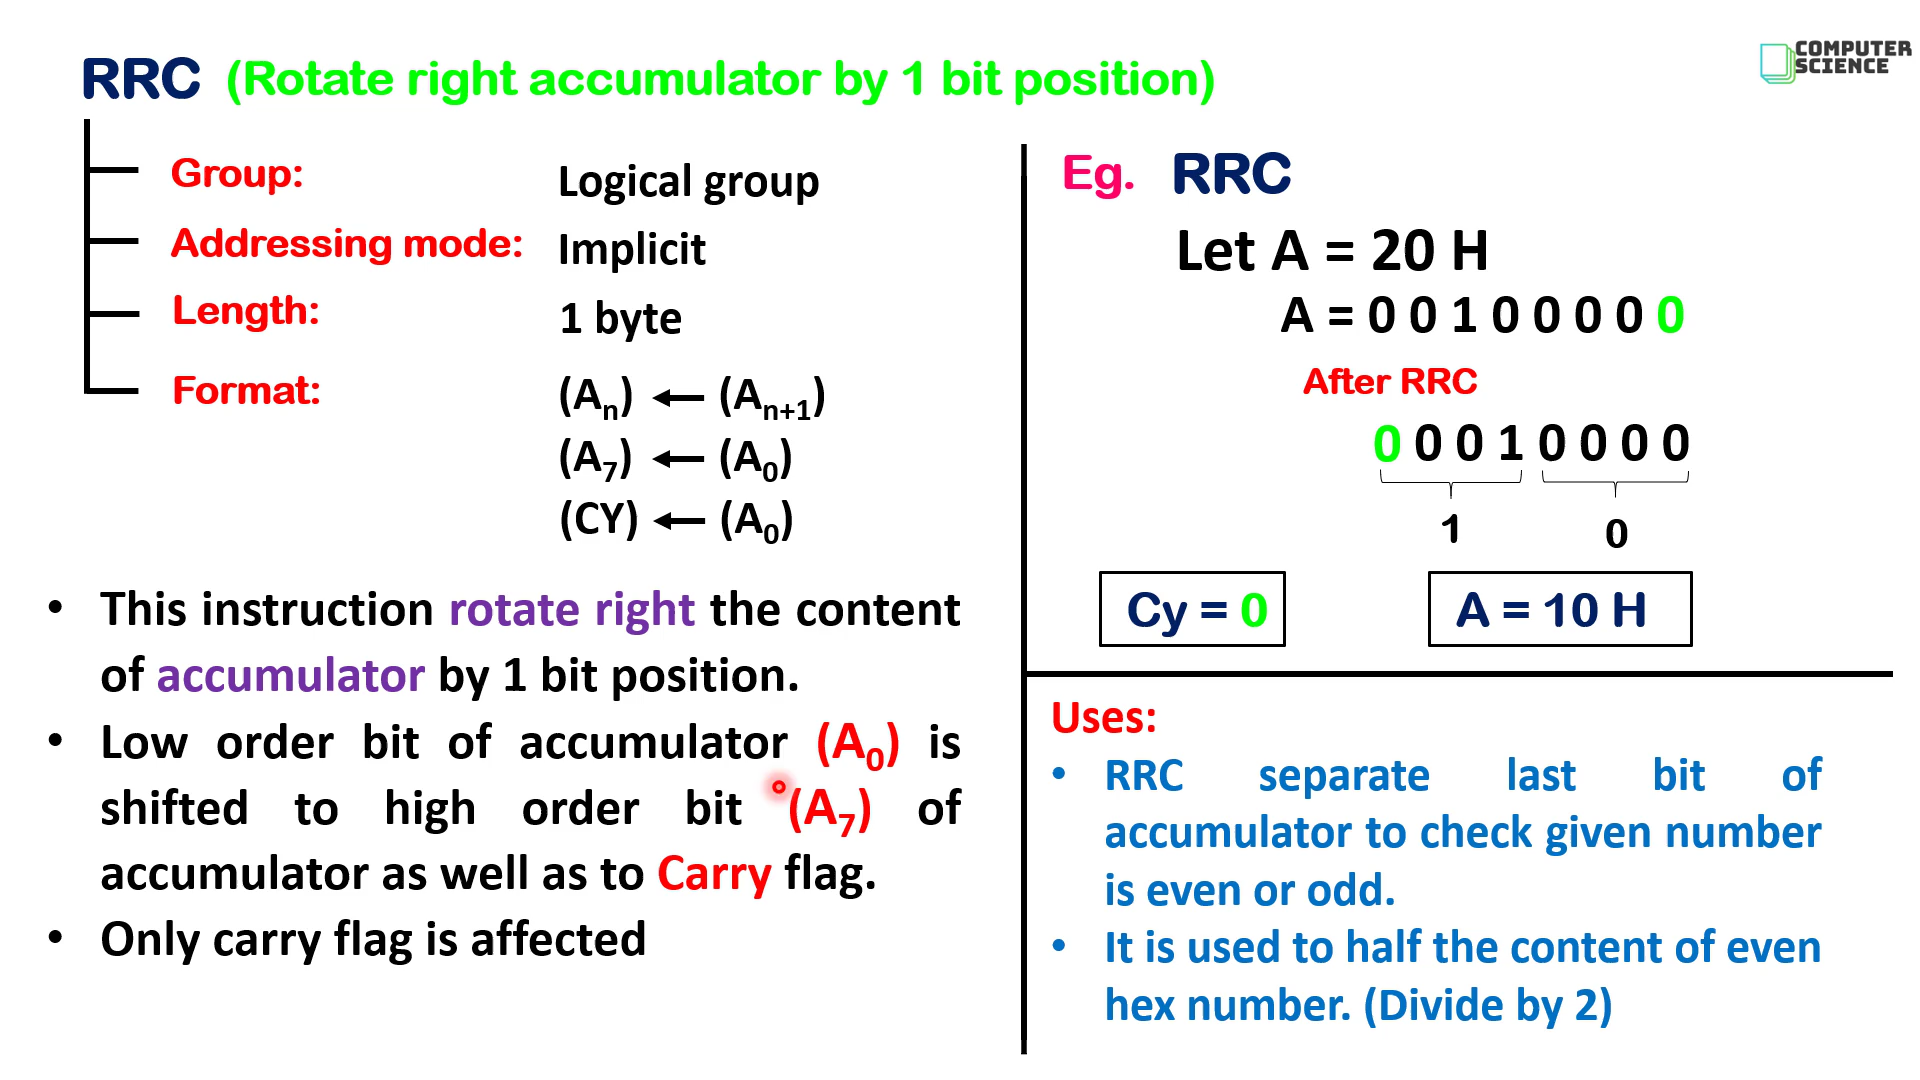 RRC (Rotate right accumulator by 1 bit position)
COMPUTER
SCIENCE
Group: Logical group
Addressing mode: Implicit
Length: 1 byte
Format: (An) ← (An+1)
(A7) ← (A0)
(CY) ← (A0)
• This instruction rotate right the content
of accumulator by 1 bit position.
• Low order bit of accumulator (A0) is
shifted to high order bit (A7) of
accumulator as well as to Carry flag.
• Only carry flag is affected
Eg. RRC
Let A = 20 H
A = 0 0 1 0 0 0 0 0
After RRC
0 0 0 1 0 0 0 0
1 0
Cy = 0 A = 10 H
Uses:
• RRC separate last bit of
accumulator to check given number
is even or odd.
• It is used to half the content of even
hex number. (Divide by 2)